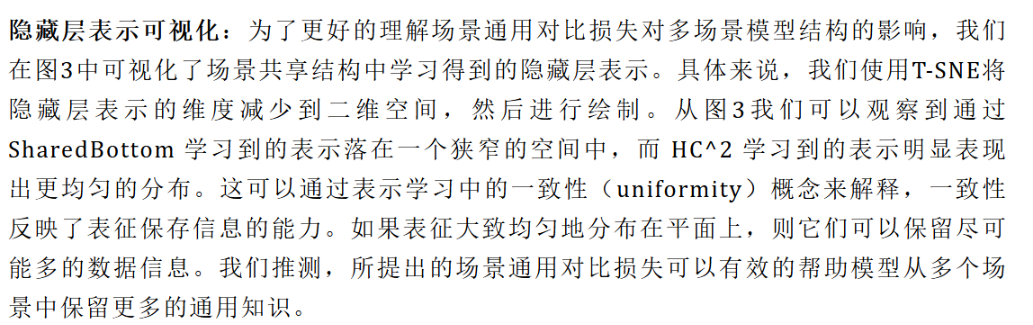 隐藏层表示可视化：为了更好的理解场景通用对比损失对多场景模型结构的影响，我们
在图3中可视化了场景共享结构中学习得到的隐藏层表示。具体来说，我们使用T-SNE将
隐藏层表示的维度减少到二维空间，然后进行绘制。从图3我们可以观察到通过
SharedBottom 学习到的表示落在一个狭窄的空间中，而 HC^2 学习到的表示明显表现
出更均匀的分布。这可以通过表示学习中的一致性（uniformity）概念来解释，一致性
反映了表征保存信息的能力。如果表征大致均匀地分布在平面上，则它们可以保留尽可
能多的数据信息。我们推测，所提出的场景通用对比损失可以有效的帮助模型从多个场
景中保留更多的通用知识。